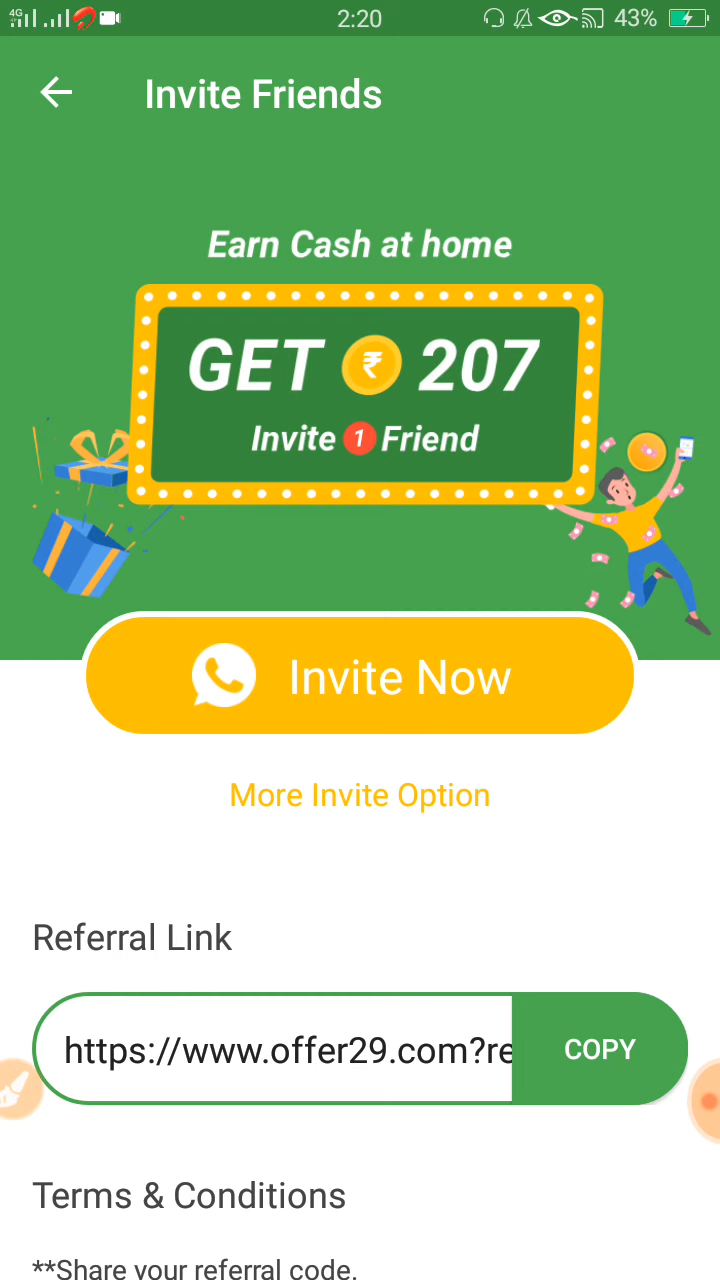 4G 2:20 43%
Invite Friends
Earn Cash at home
GET ₹ 207
Invite 1 Friend
Invite Now
More Invite Option
Referral Link
https://www.offer29.com?re
COPY
Terms & Conditions
**Share your referral code.